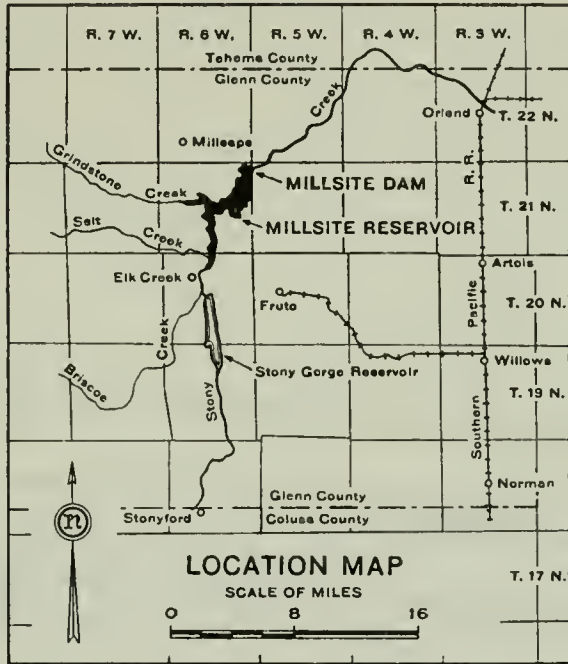 R. 7 W. R. 6 W. R. 5 W. R. 4 W. R. 3 W.
Tehama County
Glenn County
Creek
Orland
T. 22 N.
Millsaps
Grindstone
Creek
MILLSITE DAM
R. R.
Salt
Creek
MILLSITE RESERVOIR
T. 21 N.
Elk Creek
Artois
Fruto
Pacific
T. 20 N.
Creek
Briscoe
Stony Gorge Reservoir
Willows
Stony
T. 19 N.
Southern
Norman
Glenn County
Stonyford
Colusa County
n
LOCATION MAP
T. 17 N.
SCALE OF MILES
0 8 16